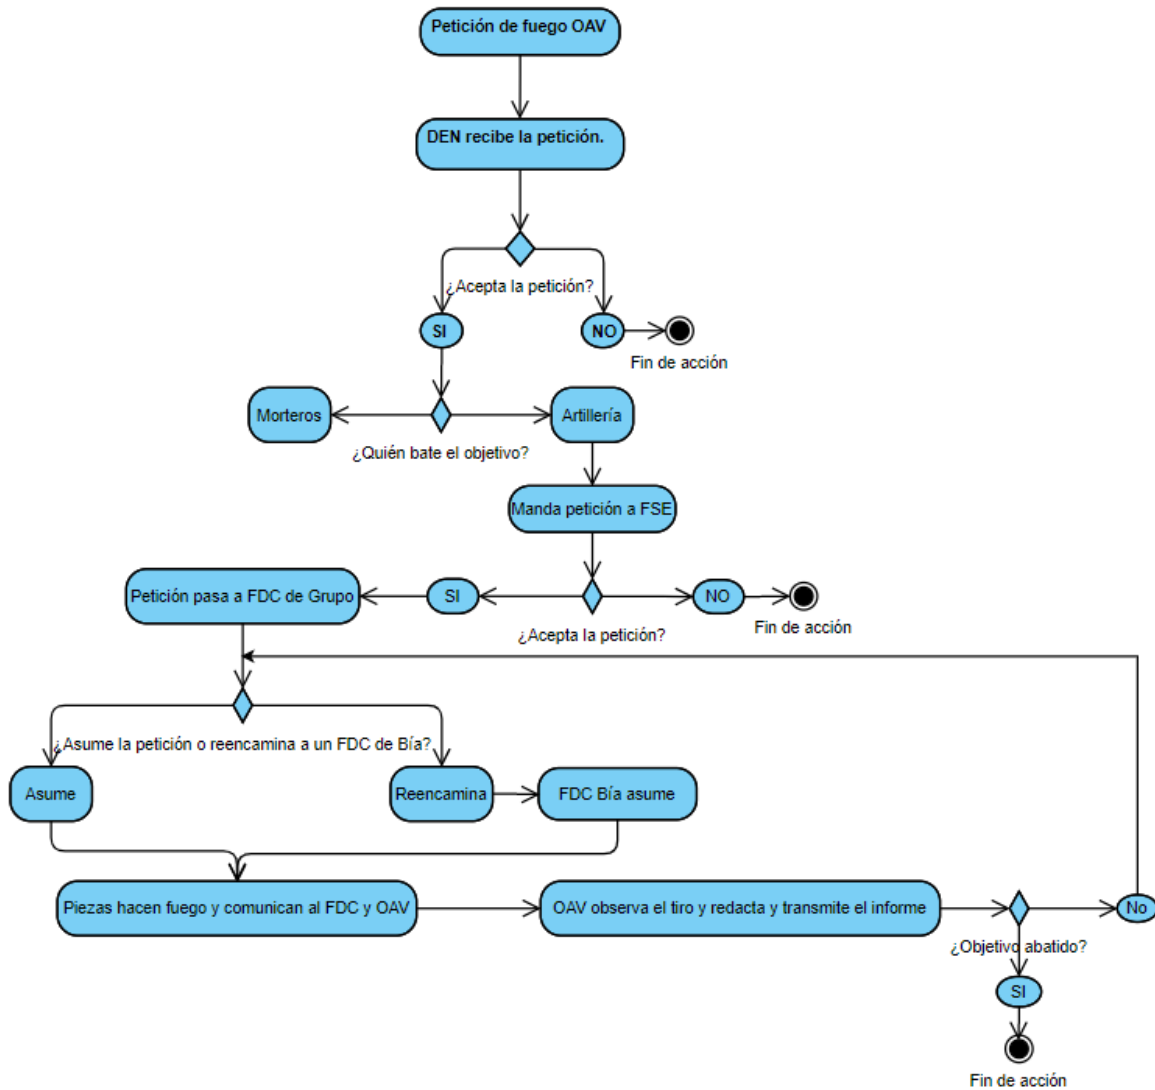 Petición de fuego OAV
DEN recibe la petición.
¿Acepta la petición?
SI
NO
Fin de acción
Morteros
Artillería
¿Quién bate el objetivo?
Manda petición a FSE
Petición pasa a FDC de Grupo
SI
NO
¿Acepta la petición?
Fin de acción
¿Asume la petición o reencamina a un FDC de Bía?
Asume
Reencamina
FDC Bía asume
Piezas hacen fuego y comunican al FDC y OAV
OAV observa el tiro y redacta y transmite el informe
No
¿Objetivo abatido?
SI
Fin de acción